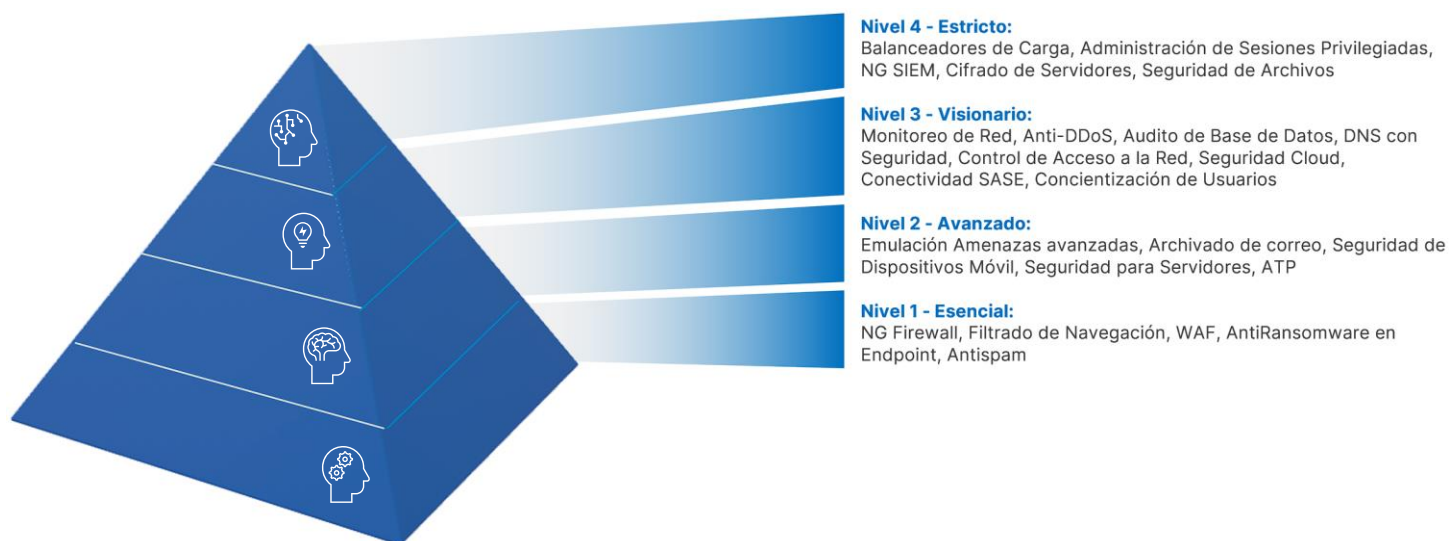 Nivel 4 - Estricto:
Balanceadores de Carga, Administración de Sesiones Privilegiadas,
NG SIEM, Cifrado de Servidores, Seguridad de Archivos
Nivel 3 - Visionario:
Monitoreo de Red, Anti-DDoS, Audito de Base de Datos, DNS con
Seguridad, Control de Acceso a la Red, Seguridad Cloud,
Conectividad SASE, Concientización de Usuarios
Nivel 2 - Avanzado:
Emulación Amenazas avanzadas, Archivado de correo, Seguridad de
Dispositivos Móvil, Seguridad para Servidores, ATP
Nivel 1 - Esencial:
NG Firewall, Filtrado de Navegación, WAF, AntiRansomware en
Endpoint, Antispam